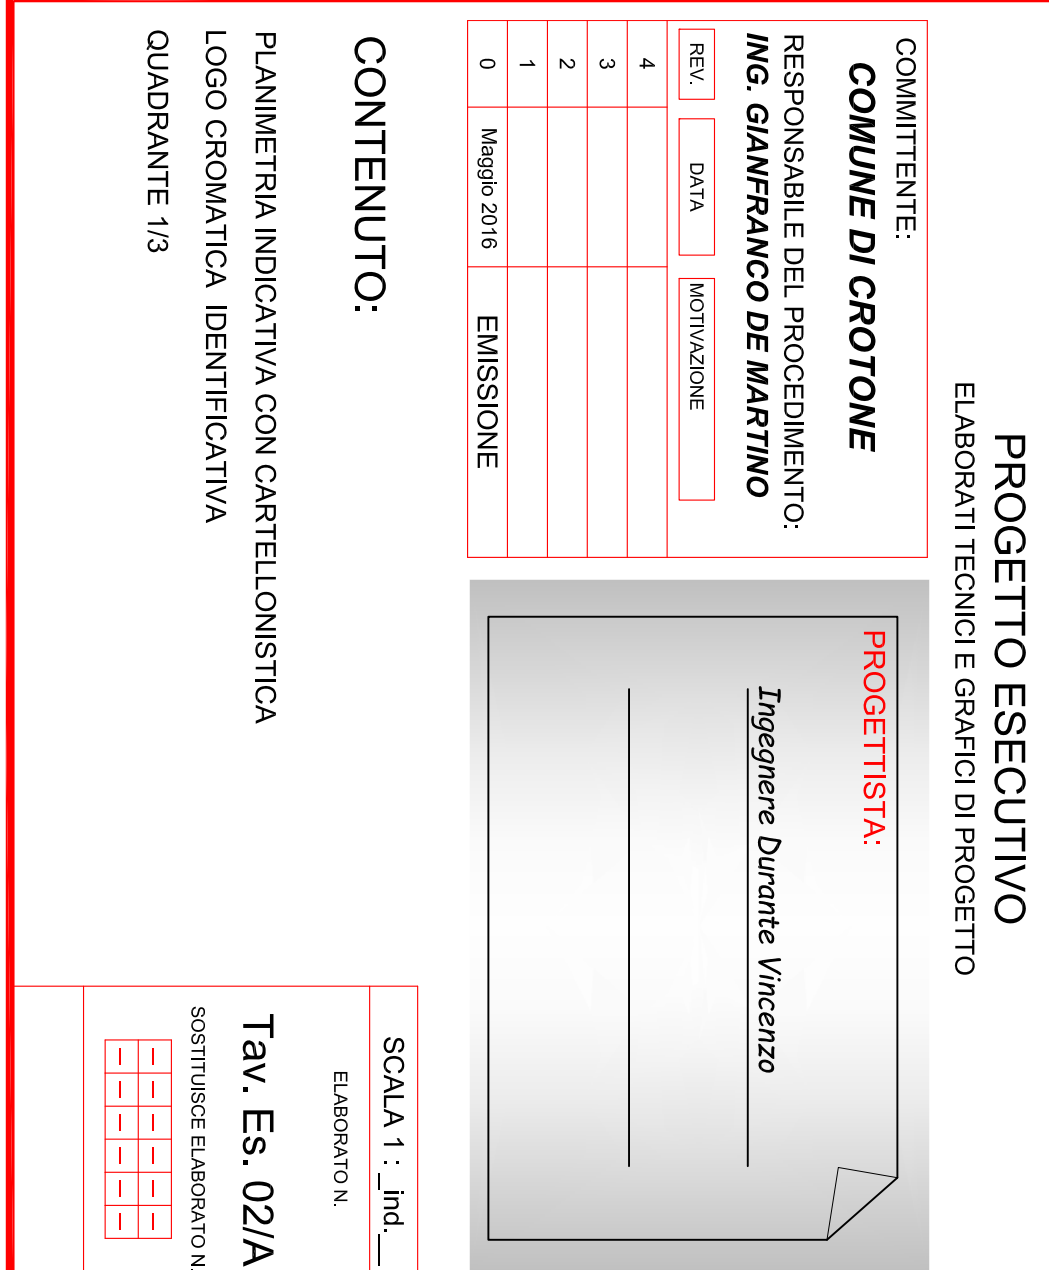 PROGETTO ESECUTIVO
ELABORATI TECNICI E GRAFICI DI PROGETTO
COMMITTENTE:
COMUNE DI CROTONE
RESPONSABILE DEL PROCEDIMENTO:
ING. GIANFRANCO DE MARTINO
REV. DATA MOTIVAZIONE
4
3
2
1
0 Maggio 2016 EMISSIONE
PROGETTISTA:
Ingegnere Durante Vincenzo
CONTENUTO:
PLANIMETRIA INDICATIVA CON CARTELLONISTICA
LOGO CROMATICA IDENTIFICATIVA
QUADRANTE 1/3
SCALA 1 : _ind.__
ELABORATO N.
Tav. Es. 02/A
SOSTITUISCE ELABORATO N.
– – – – – –
– – – – – –